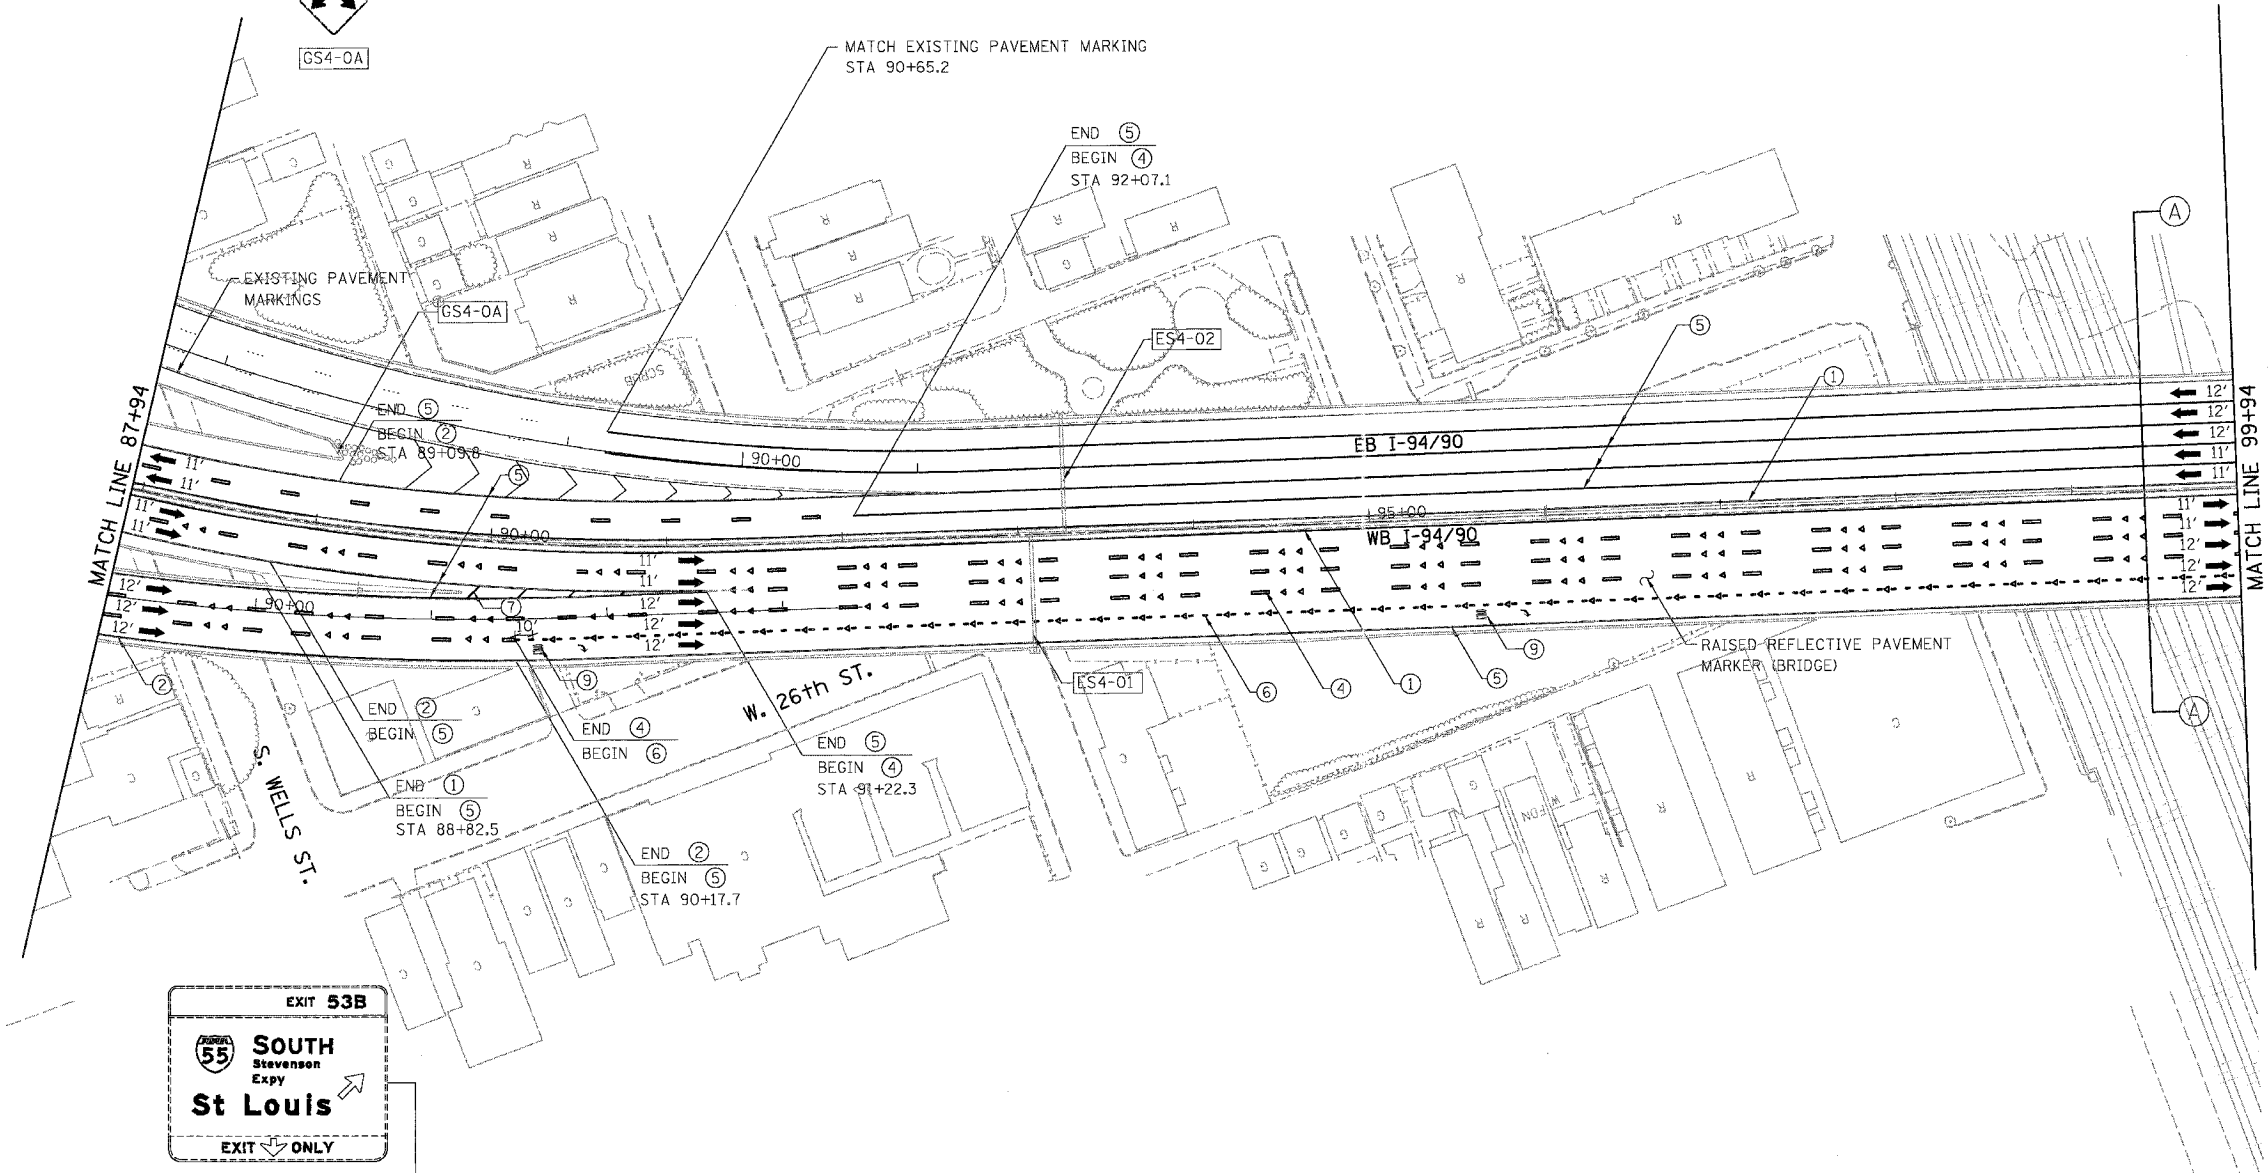 GS4-0A
MATCH EXISTING PAVEMENT MARKING
STA 90+65.2
END 5
BEGIN 4
STA 92+07.1
A
EXISTING PAVEMENT
MARKINGS
GS4-0A
SCRUB
ES4-02
5
1
MATCH LINE 87+94
END 5
BEGIN 2
STA 89+09.8
5
90+00
EB I-94/90
12'
12'
12'
11'
11'
MATCH LINE 99+94
11'
11'
11'
11'
90+00
95+00
WB I-94/90
11'
11'
12'
12'
12'
11'
11'
12'
12'
12'
12'
12'
12'
90+00
7
10'
2
9
END 2
BEGIN 5
END 4
BEGIN 6
W. 26th ST.
ES4-01
6
4
1
5
9
RAISED REFLECTIVE PAVEMENT
MARKER (BRIDGE)
A
END 5
BEGIN 4
STA 91+22.3
S. WELLS ST.
END 1
BEGIN 5
STA 88+82.5
END 2
BEGIN 5
STA 90+17.7
EXIT 53B
55
SOUTH
Stevenson
Expy
St Louis
EXIT ONLY